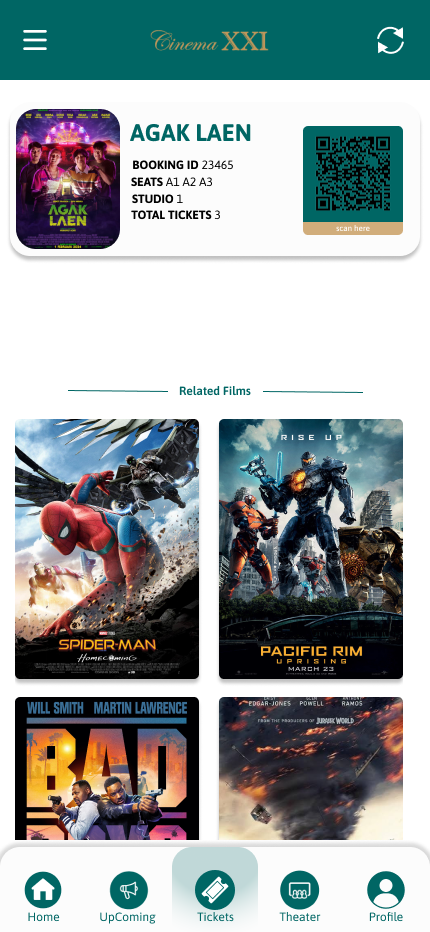 Cinema XXI
AGAK LAEN
BOOKING ID 23465
SEATS A1 A2 A3
STUDIO 1
TOTAL TICKETS 3
AGAK
LAEN
scan here
Related Films
SPIDER-MAN
HOMECOMING
RISE UP
PACIFIC RIM
UPRISING
MARCH 23
WILL SMITH MARTIN LAWRENCE
BAD
EDGAR-JONES POWELL RAMOS
FROM THE PRODUCERS OF JURASSIC WORLD
Home
UpComing
Tickets
Theater
Profile